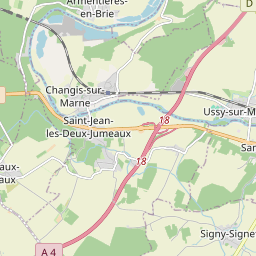 Armentières-
en-Brie
D
Changis-sur-
Marne
18
Ussy-sur-M
Saint-Jean-
les-Deux-Jumeaux
18
Sa
aux-
aux
18
Signy-Signe
A 4